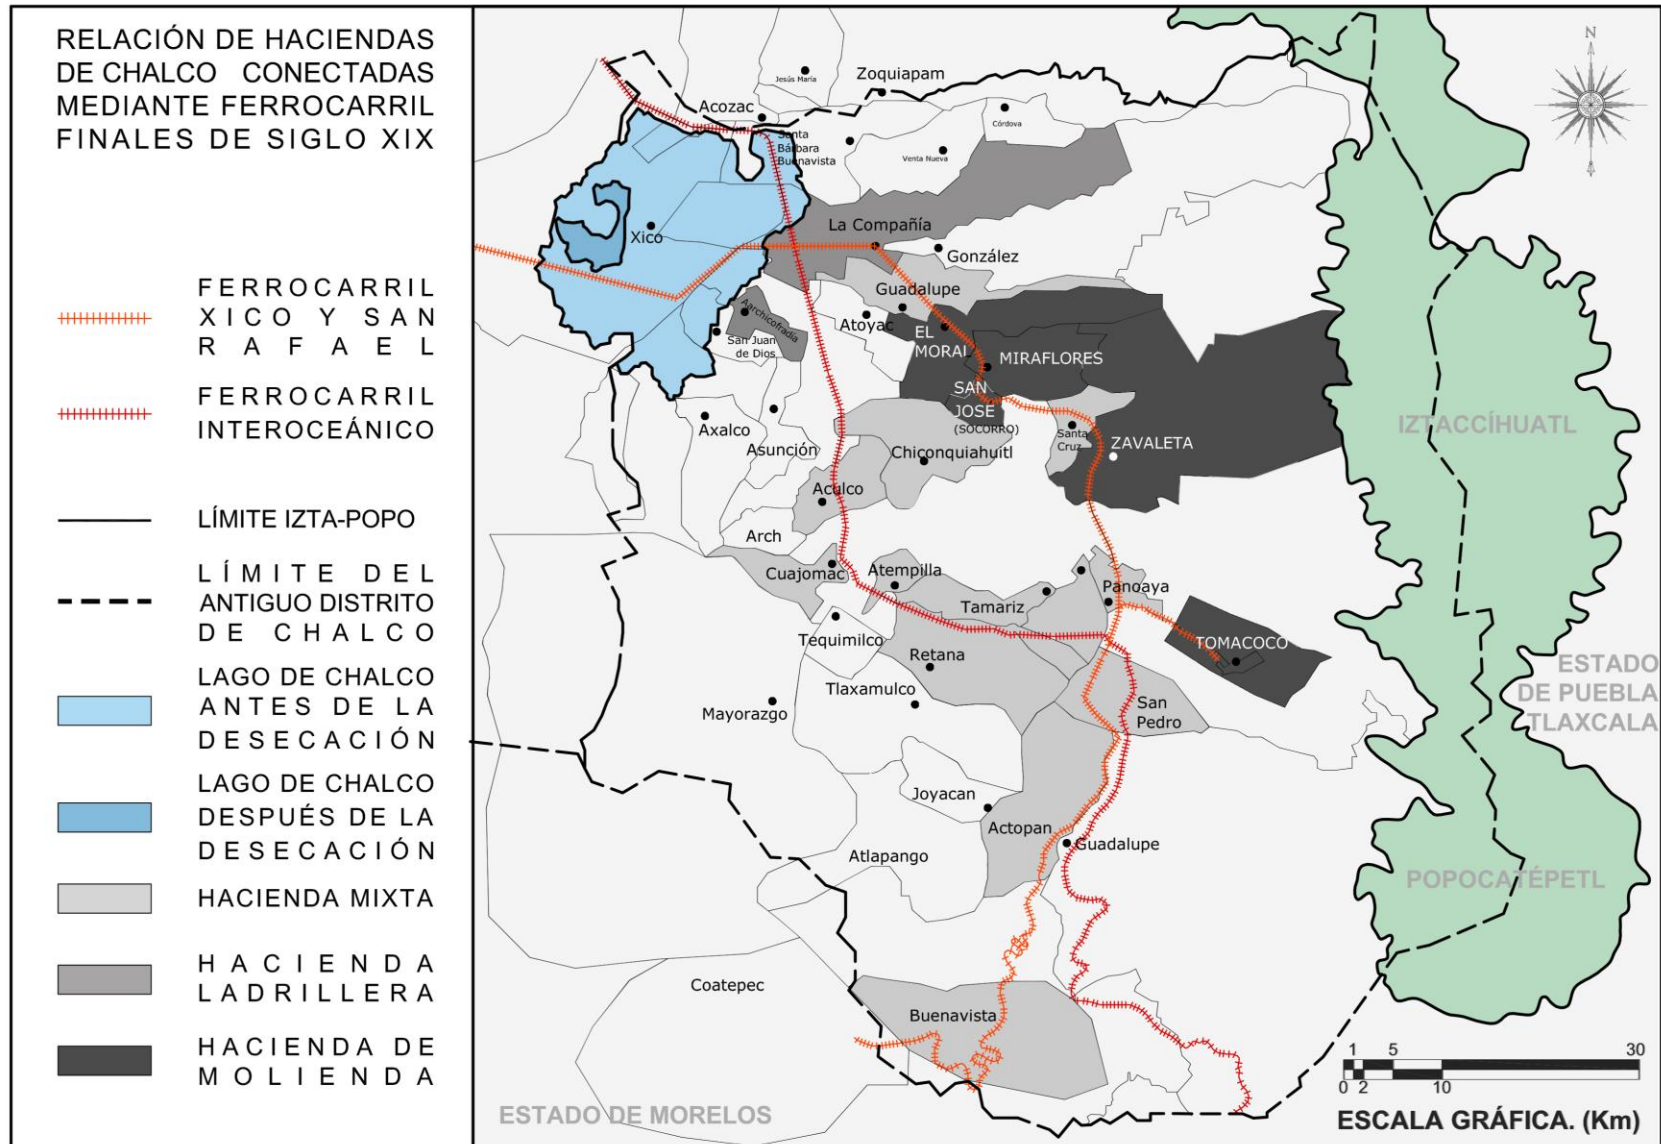 RELACIÓN DE HACIENDAS
DE CHALCO CONECTADAS
MEDIANTE FERROCARRIL
FINALES DE SIGLO XIX
FERROCARRIL
XICO Y SAN
RAFAEL
FERROCARRIL
INTEROCEÁNICO
LÍMITE IZTA-POPO
LÍMITE DEL
ANTIGUO DISTRITO
DE CHALCO
LAGO DE CHALCO
ANTES DE LA
DESECACIÓN
LAGO DE CHALCO
DESPUÉS DE LA
DESECACIÓN
HACIENDA MIXTA
HACIENDA
LADRILLERA
HACIENDA DE
MOLIENDA
N
Jesús María
Zoquiapam
Acozac
Córdova
Santa
Bárbara
Buenavista
Venta Nueva
Xico
La Compañía
González
Guadalupe
Aarchicofradía
San Juan
de Dios
Atoyac
EL
MORAL
MIRAFLORES
SAN
JOSE
(SOCORRO)
Axalco
Asunción
Chiconquiahuitl
Santa
Cruz
ZAVALETA
IZTACCÍHUATL
Aculco
Arch
Cuajomac
Atempilla
Tamariz
Panoaya
Tequimilco
Retana
TOMACOCO
Tlaxamulco
Mayorazgo
San
Pedro
ESTADO
DE PUEBLA
TLAXCALA
Joyacan
Actopan
Guadalupe
Atlapango
POPOCATÉPETL
Coatepec
Buenavista
ESTADO DE MORELOS
1 5 30
0 2 10
ESCALA GRÁFICA. (Km)